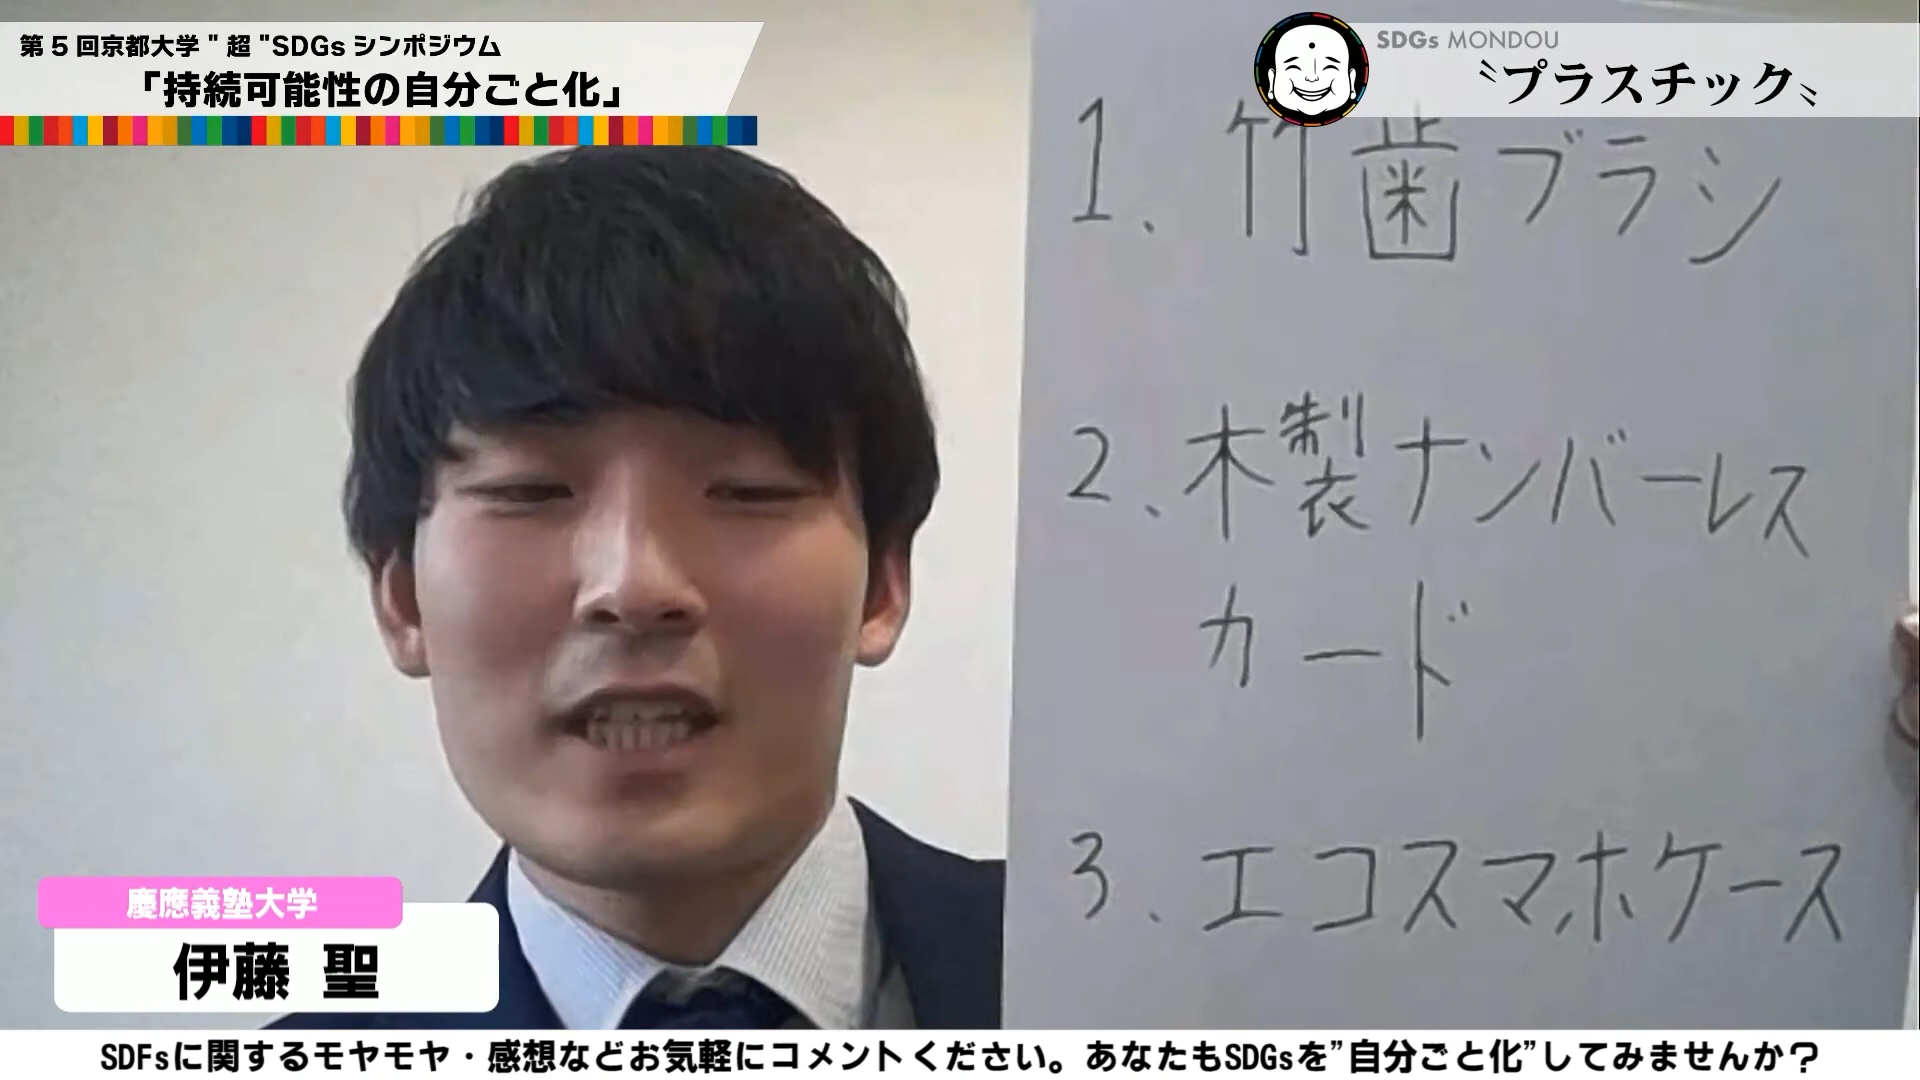 第5回京都大学"超"SDGsシンポジウム
「持続可能性の自分ごと化」
SDGs MONDOU
〝プラスチック〟
1、竹歯ブラシ
2、木製ナンバーレス
カード
3、エコスマホケース
慶應義塾大学
伊藤 聖
SDFsに関するモヤモヤ・感想などお気軽にコメントください。あなたもSDGsを”自分ごと化”してみませんか？